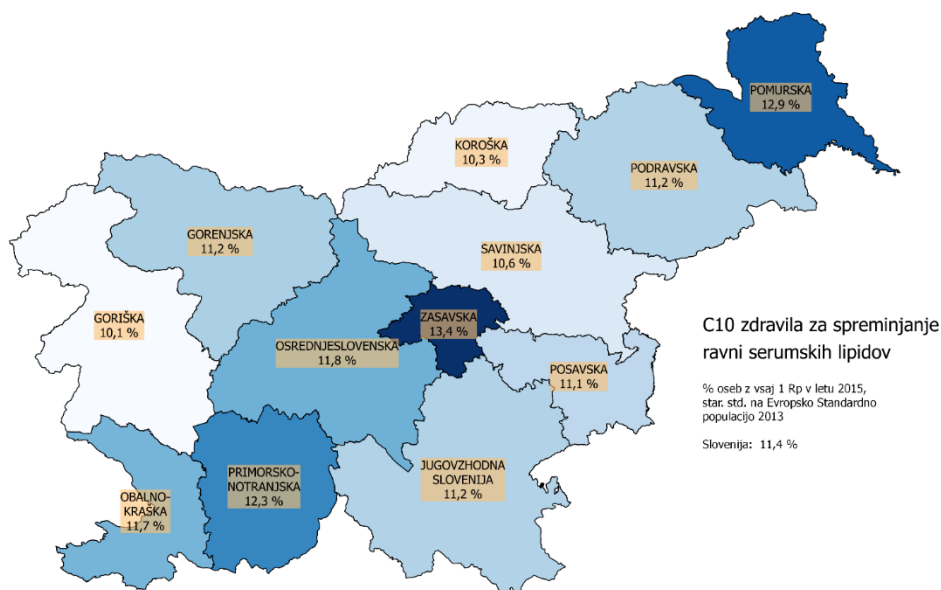 POMURSKA
12,9 %
KOROŠKA
10,3 %
PODRAVSKA
11,2 %
GORENJSKA
11,2 %
SAVINJSKA
10,6 %
GORIŠKA
10,1 %
ZASAVSKA
13,4 %
OSREDNJESLOVENSKA
11,8 %
POSAVSKA
11,1 %
JUGOVZHODNA
SLOVENIJA
11,2 %
PRIMORSKO-
NOTRANJSKA
12,3 %
OBALNO-
KRAŠKA
11,7 %
C10 zdravila za spreminjanje
ravni serumskih lipidov
% oseb z vsaj 1 Rp v letu 2015,
star. std. na Evropsko Standardno
populacijo 2013
Slovenija: 11,4 %